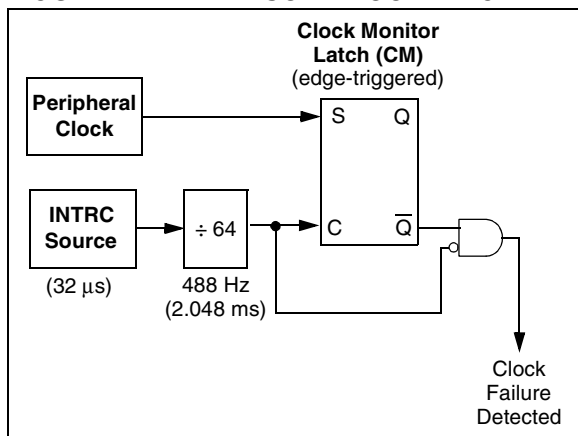 Clock Monitor
Latch (CM)
(edge-triggered)
Peripheral
Clock
S Q
INTRC
Source
÷ 64
C Q̅
(32 μs)
488 Hz
(2.048 ms)
Clock
Failure
Detected